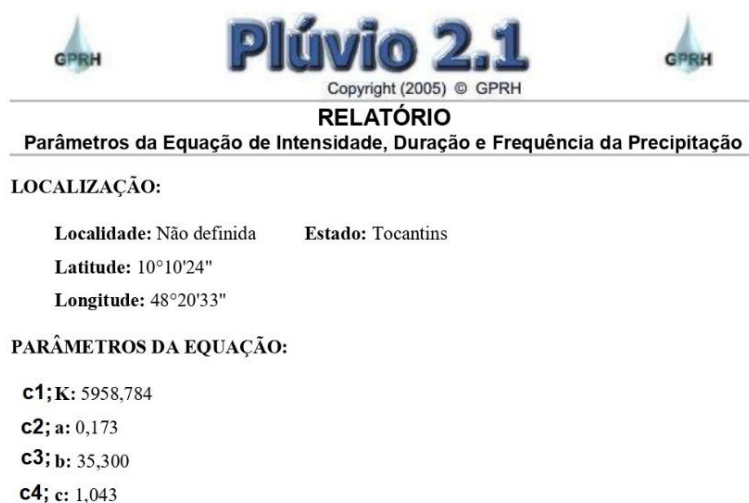 GPRH Plúvio 2.1 GPRH
Copyright (2005) © GPRH
RELATÓRIO
Parâmetros da Equação de Intensidade, Duração e Frequência da Precipitação
LOCALIZAÇÃO:
Localidade: Não definida Estado: Tocantins
Latitude: 10°10'24"
Longitude: 48°20'33"
PARÂMETROS DA EQUAÇÃO:
c1; K: 5958,784
c2; a: 0,173
c3; b: 35,300
c4; c: 1,043